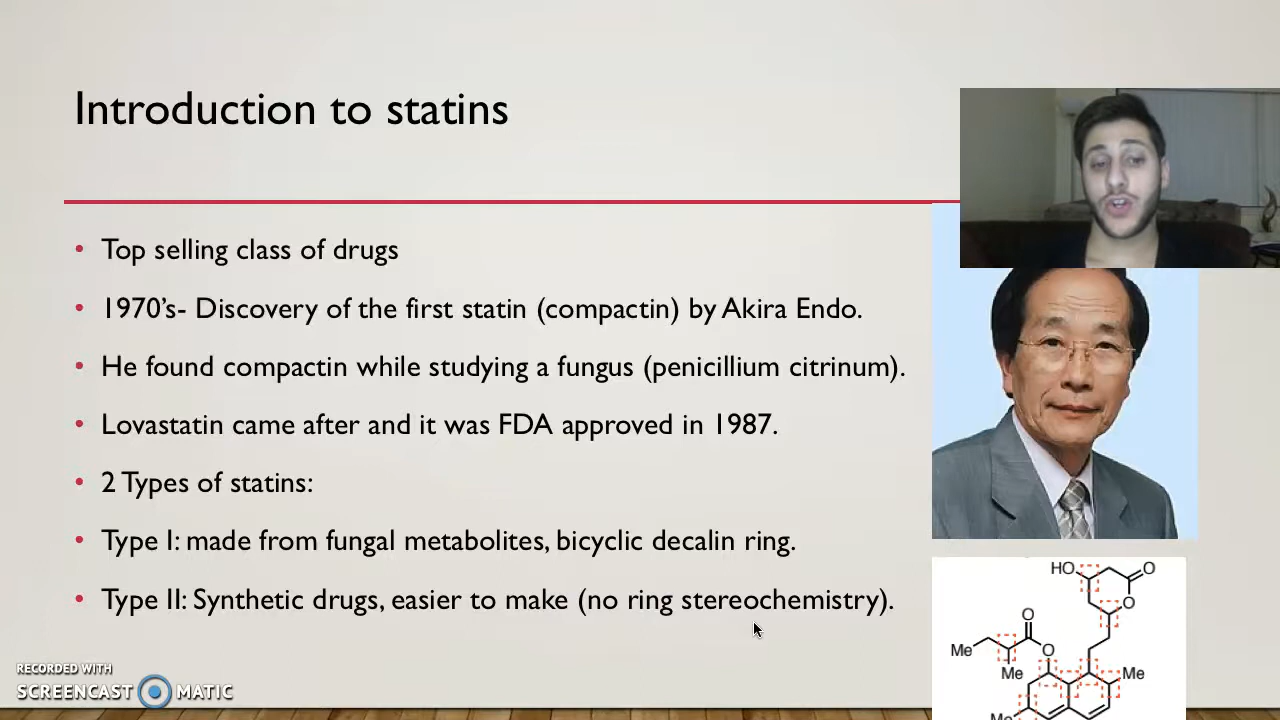 Introduction to statins
• Top selling class of drugs
• 1970's- Discovery of the first statin (compactin) by Akira Endo.
• He found compactin while studying a fungus (penicillium citrinum).
• Lovastatin came after and it was FDA approved in 1987.
• 2 Types of statins:
• Type I: made from fungal metabolites, bicyclic decalin ring.
• Type II: Synthetic drugs, easier to make (no ring stereochemistry).
HO
O
O
O
Me
O
Me
Me
Me
RECORDED WITH
SCREENCAST MATIC